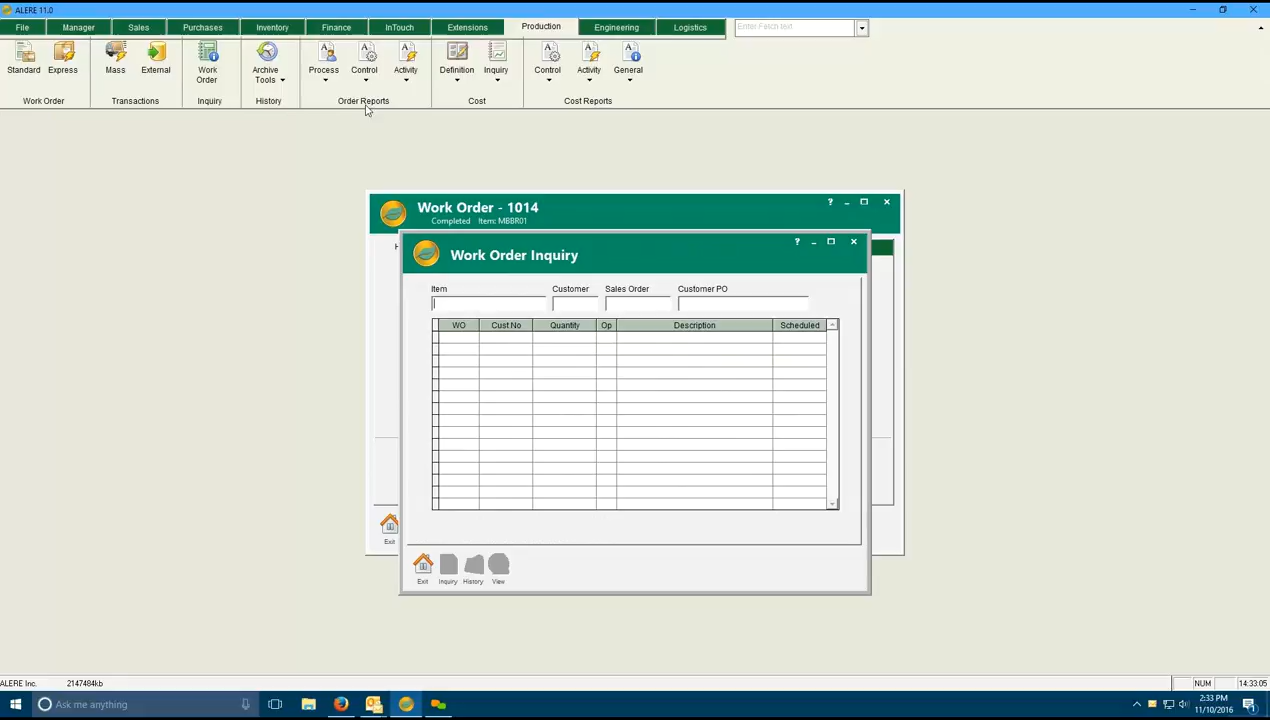 ALERE 11.0
File Manager Sales Purchases Inventory Finance InTouch Extensions Production Engineering Logistics Enter Fetch text
Standard Express Mass External Work Order Archive Tools Process Control Activity Definition Inquiry Control Activity General
Work Order Transactions Inquiry History Order Reports Cost Cost Reports
Work Order - 1014
Completed Item: MBBR01
Work Order Inquiry
Item Customer Sales Order Customer PO
WO Cust No Quantity Op Description Scheduled
Exit
Exit Inquiry History View
ALERE Inc. 2147484kb NUM 14:33:05
Ask me anything
2:33 PM
11/10/2016